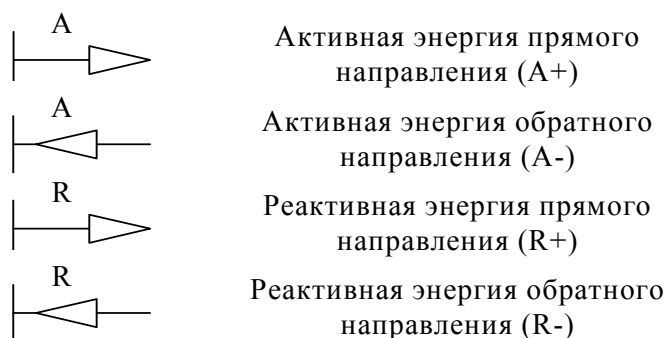 A
Активная энергия прямого
направления (A+)
A
Активная энергия обратного
направления (A-)
R
Реактивная энергия прямого
направления (R+)
R
Реактивная энергия обратного
направления (R-)